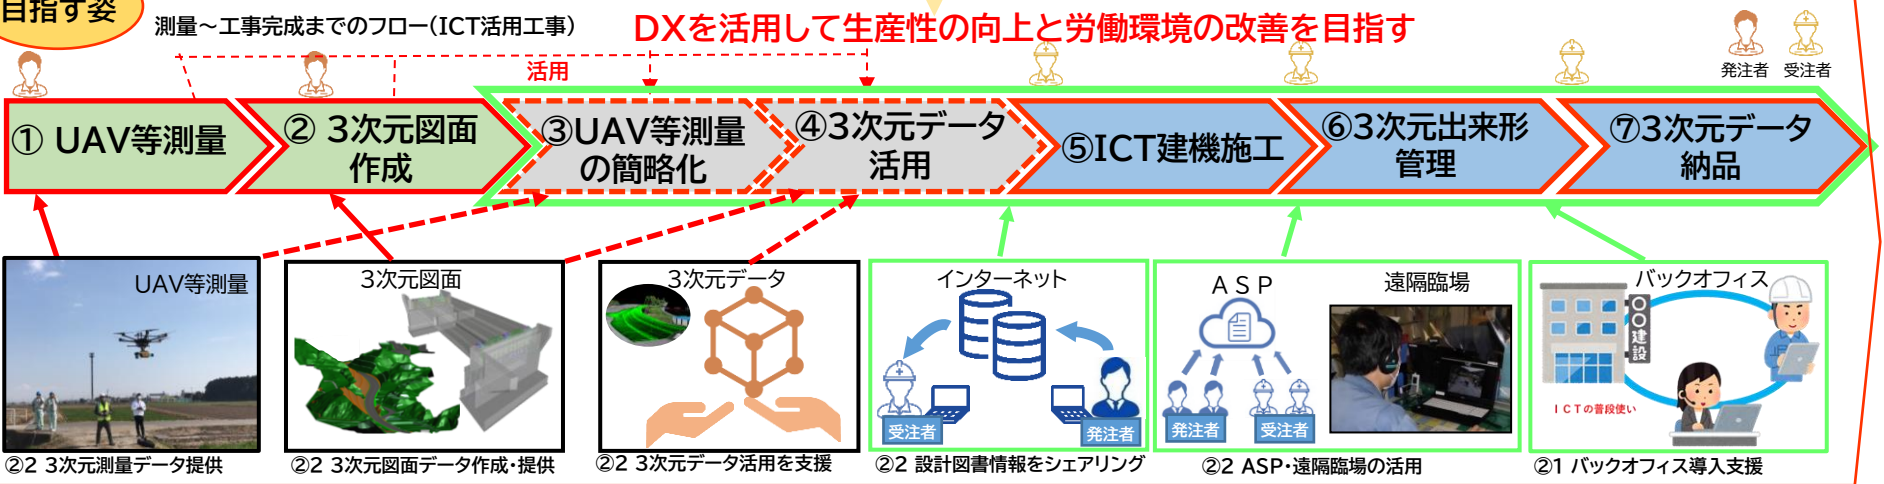 目指す姿
測量～工事完成までのフロー(ICT活用工事)
DXを活用して生産性の向上と労働環境の改善を目指す
発注者 受注者
活用
① UAV等測量
② 3次元図面
作成
③UAV等測量
の簡略化
④3次元データ
活用
⑤ICT建機施工
⑥3次元出来形
管理
⑦3次元データ
納品
UAV等測量
②2 3次元測量データ提供
3次元図面
②2 3次元図面データ作成・提供
3次元データ
②2 3次元データ活用を支援
インターネット
受注者
発注者
②2 設計図書情報をシェアリング
ASP
発注者
受注者
遠隔臨場
②2 ASP・遠隔臨場の活用
バックオフィス
〇〇建設
ICTの普段使い
②1 バックオフィス導入支援